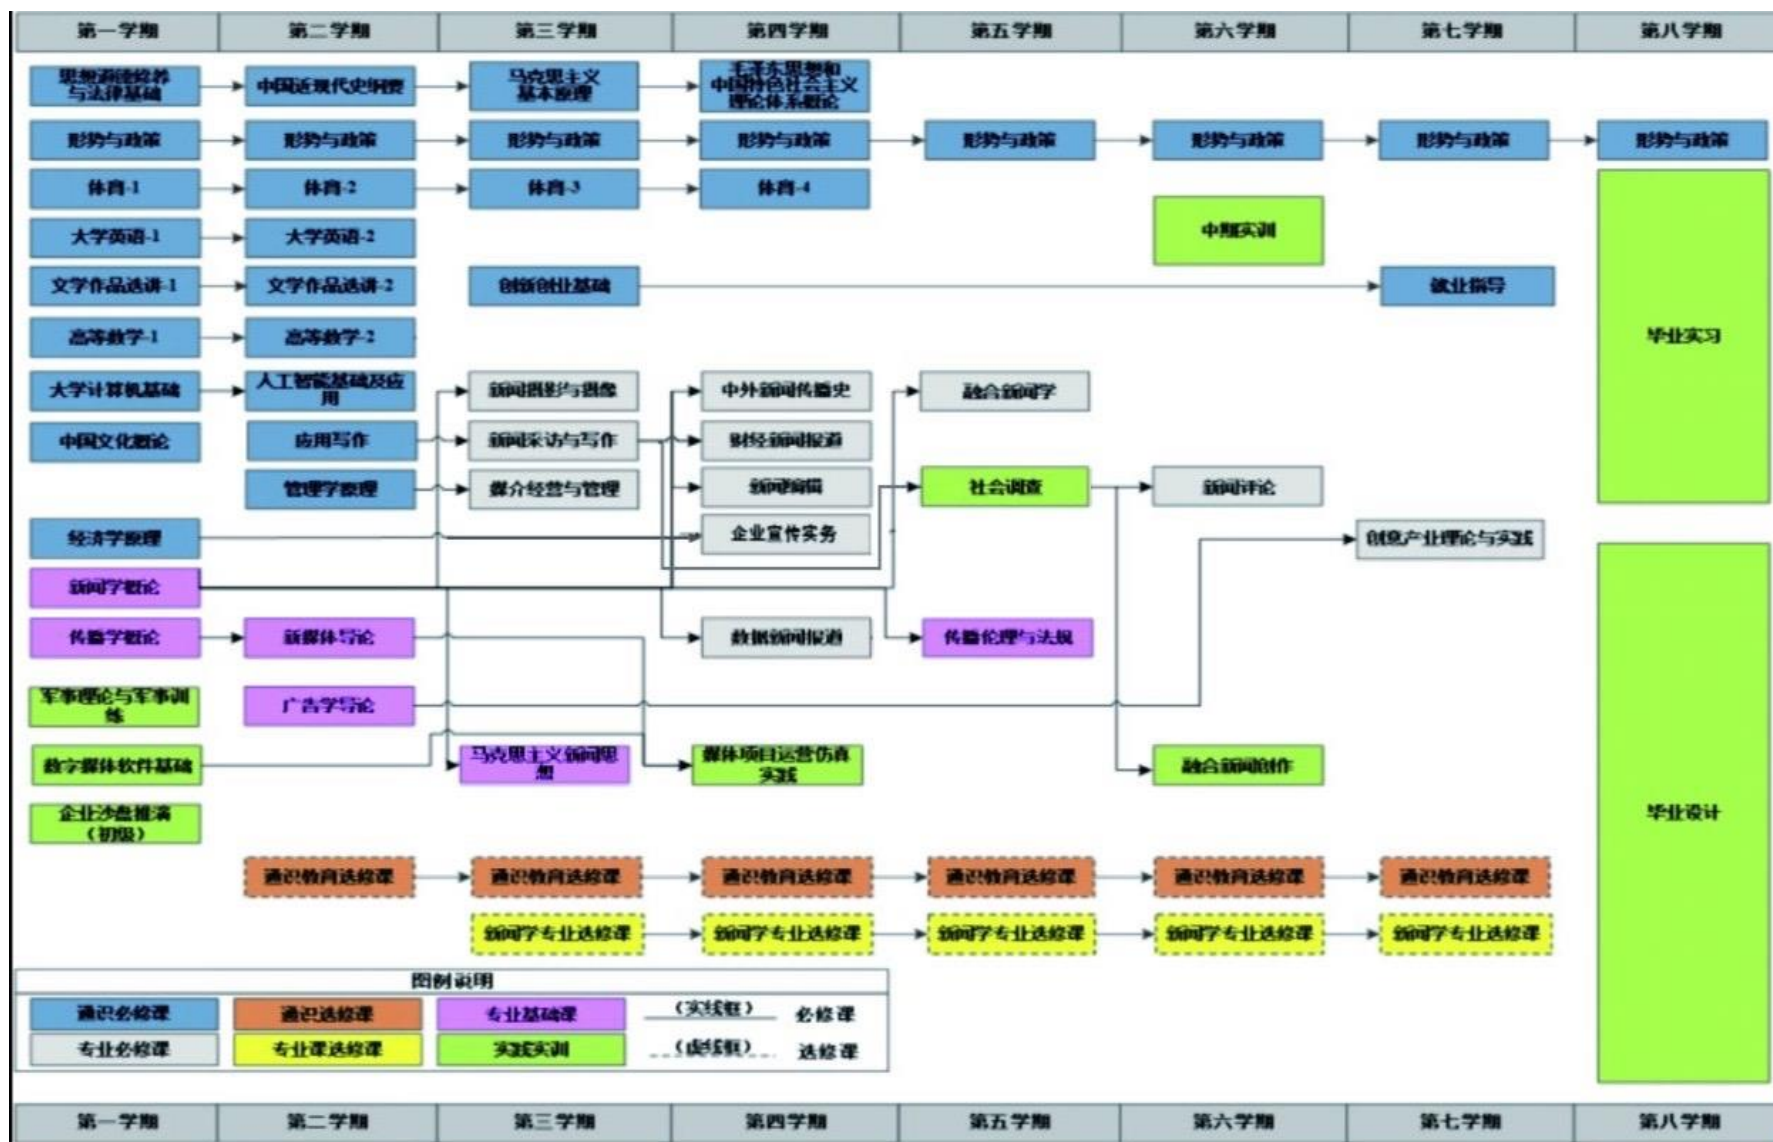 第一学期 第二学期 第三学期 第四学期 第五学期 第六学期 第七学期 第八学期
思想道德修养
与法律基础
中国近现代史纲要
马克思主义
基本原理
毛泽东思想和
中国特色社会主义
理论体系概论
形势与政策 形势与政策 形势与政策 形势与政策 形势与政策 形势与政策 形势与政策 形势与政策
体育-1 体育-2 体育-3 体育-4
中期实训
大学英语-1 大学英语-2
文学作品选讲-1 文学作品选讲-2 创新创业基础 就业指导
高等数学-1 高等数学-2
毕业实习
大学计算机基础
人工智能基础及应
用
新闻摄影与摄像 中外新闻传播史 融合新闻学
中国文化概论 应用写作 新闻采访与写作 财经新闻报道
管理学原理 媒介经营与管理 新闻编辑 社会调查 新闻评论
经济学原理 企业宣传实务 创意产业理论与实践
新闻学概论
传播学概论 新媒体导论 数据新闻报道 传播伦理与法规
军事理论与军事训
练
广告学导论
数字媒体软件基础
马克思主义新闻思
想
媒体项目运营仿真
实践
融合新闻创作
企业沙盘推演
（初级）
毕业设计
通识教育选修课 通识教育选修课 通识教育选修课 通识教育选修课 通识教育选修课 通识教育选修课
新闻学专业选修课 新闻学专业选修课 新闻学专业选修课 新闻学专业选修课 新闻学专业选修课
图例说明
通识必修课 通识选修课 专业基础课 （实线框） 必修课
专业必修课 专业课选修课 实践实训 （虚线框） 选修课
第一学期 第二学期 第三学期 第四学期 第五学期 第六学期 第七学期 第八学期